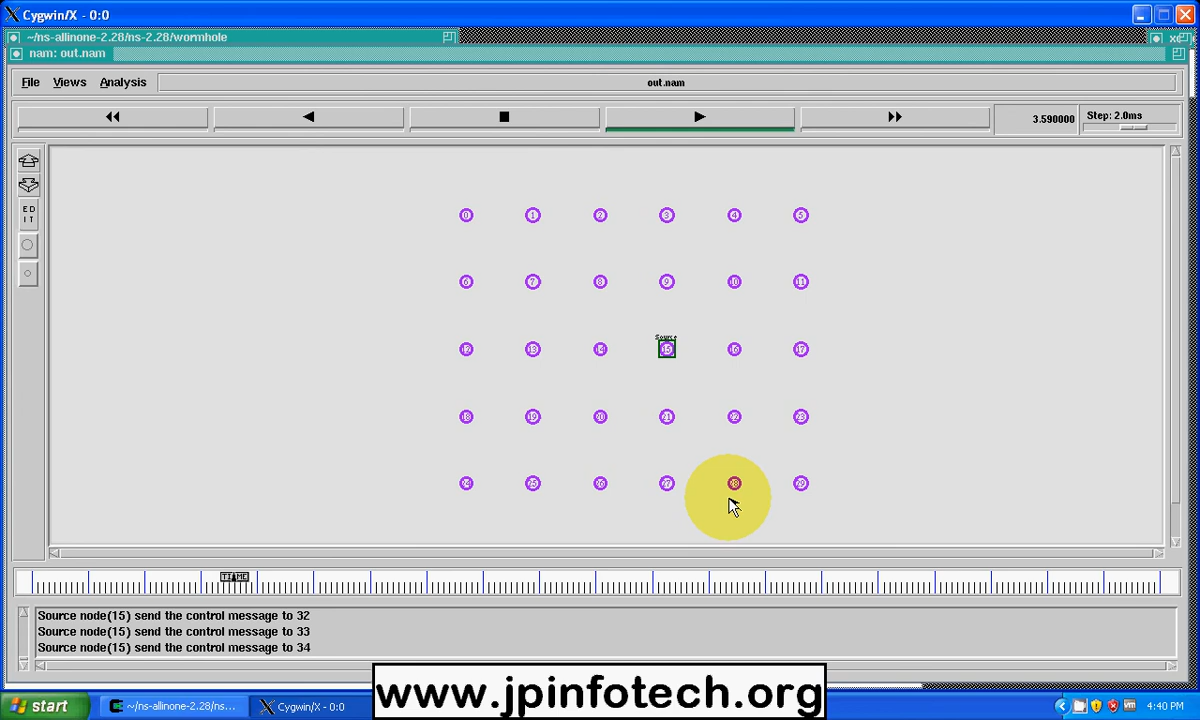 Cygwin/X - 0:0
~/ns-allinone-2.28/ns-2.28/wormhole
nam: out.nam
File Views Analysis out.nam
3.590000 Step: 2.0ms
ED
IT
0 1 2 3 4 5
6 7 8 9 10 11
Source
12 13 14 15 16 17
18 19 20 21 22 23
24 25 26 27 28 29
TIME
Source node(15) send the control message to 32
Source node(15) send the control message to 33
Source node(15) send the control message to 34
www.jpinfotech.org
start ~/ns-allinone-2.28/ns... Cygwin/X - 0:0 4:40 PM